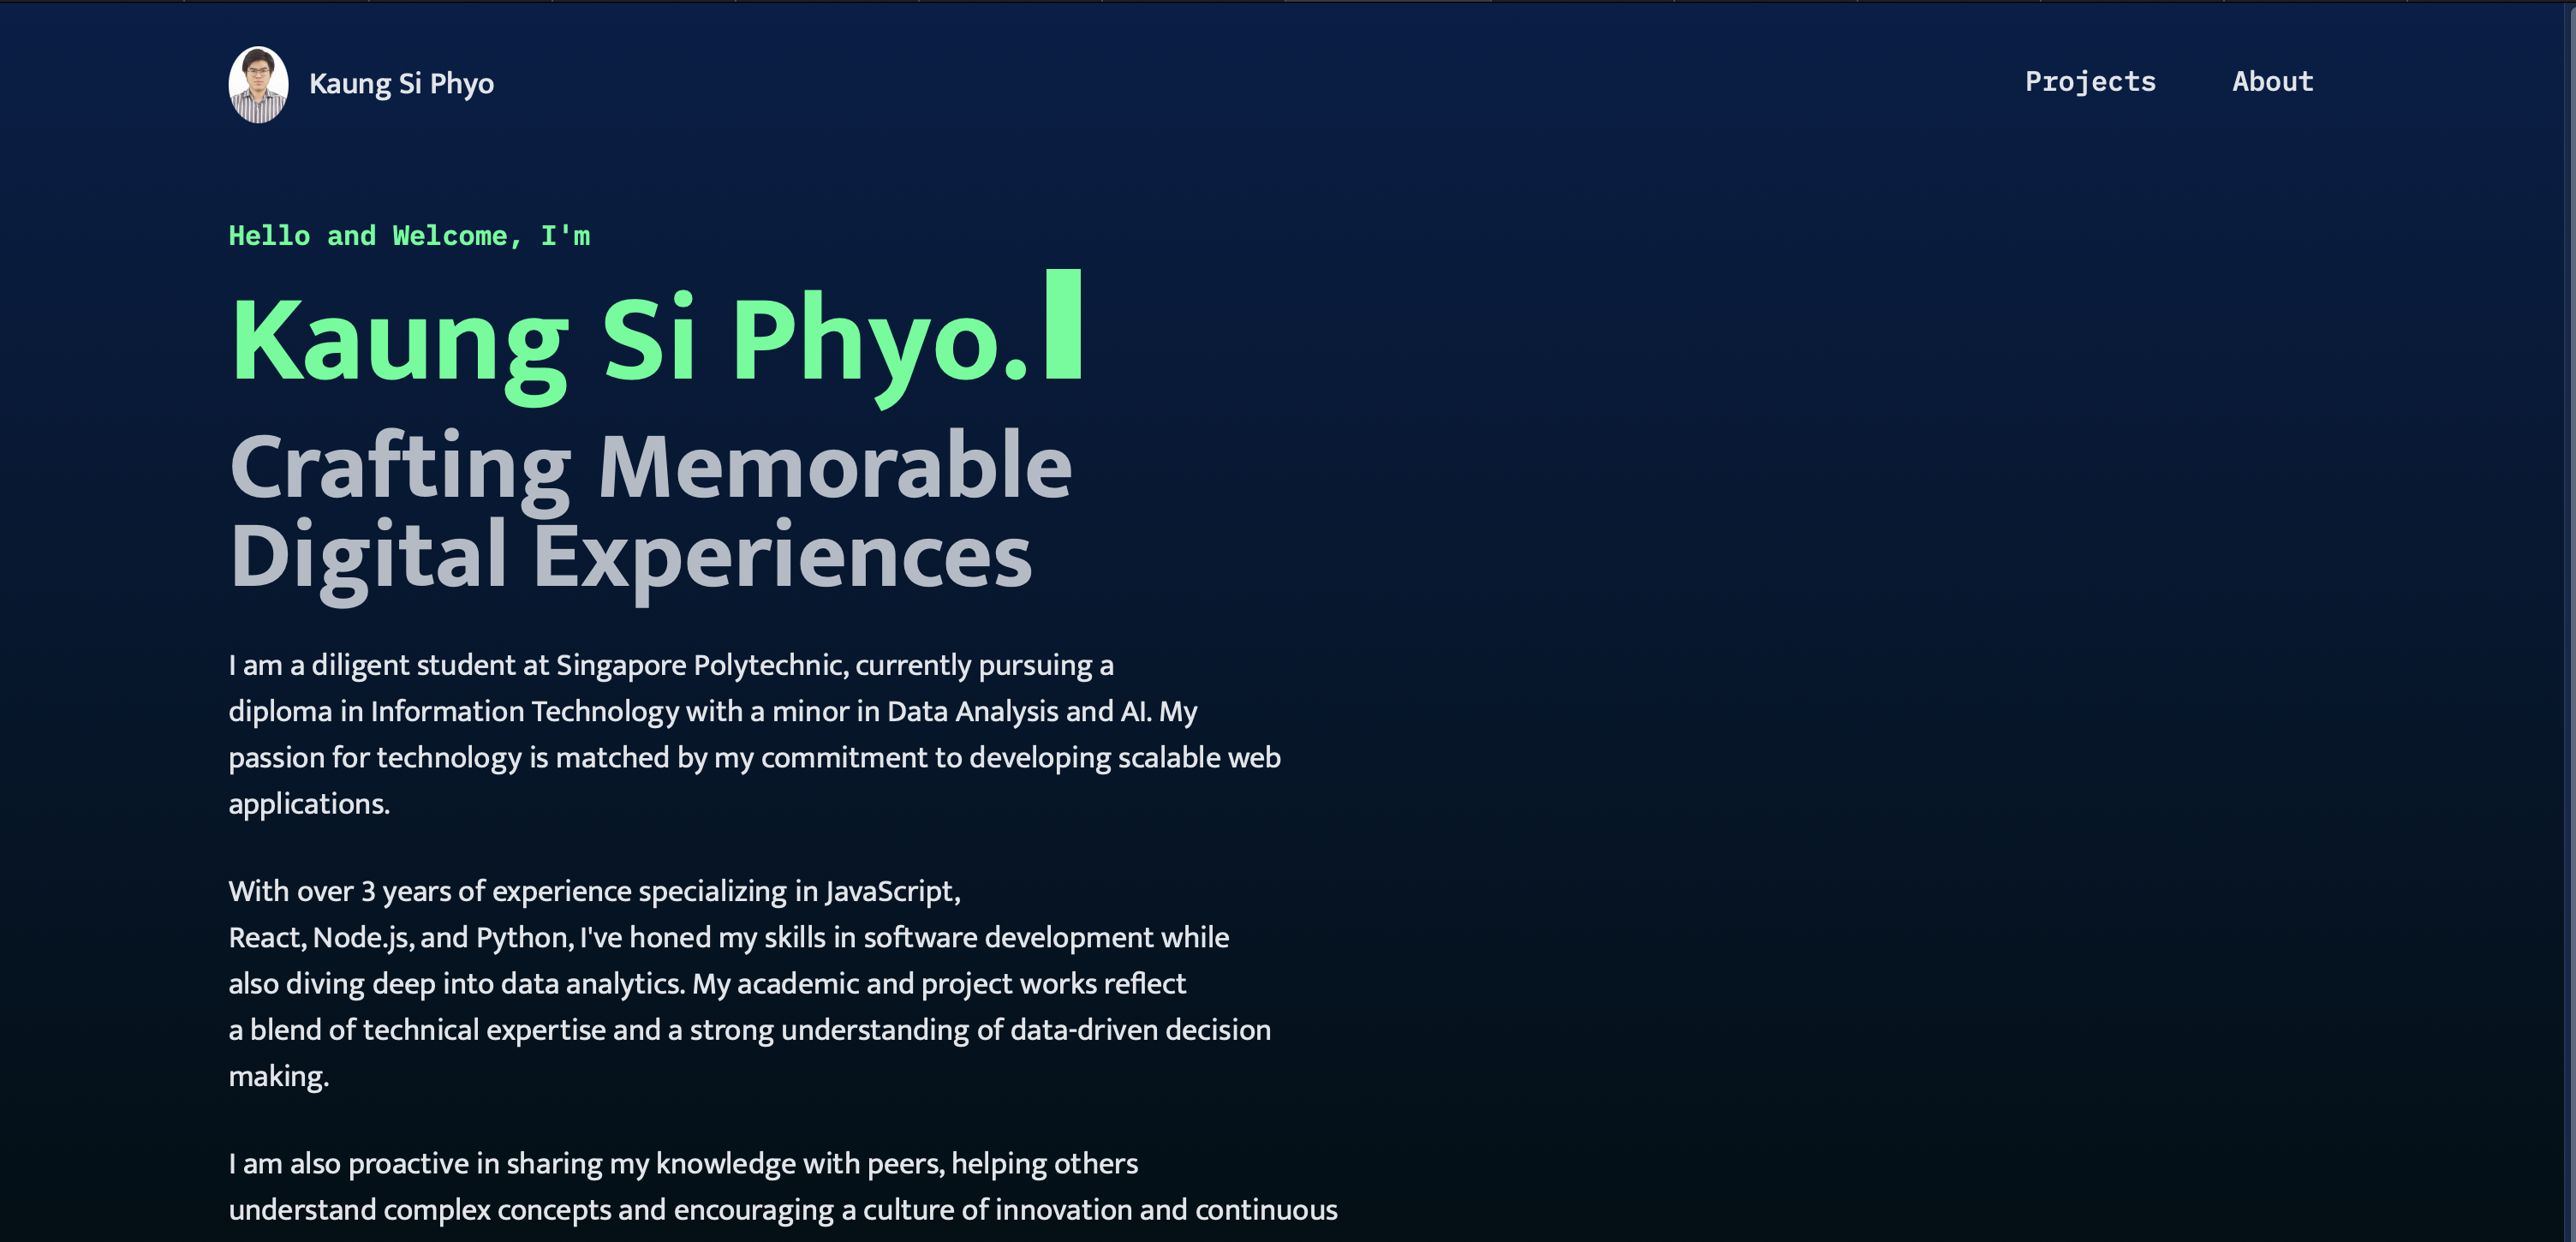 Kaung Si Phyo
Projects
About
Hello and Welcome, I'm
Kaung Si Phyo.
Crafting Memorable
Digital Experiences
I am a diligent student at Singapore Polytechnic, currently pursuing a
diploma in Information Technology with a minor in Data Analysis and AI. My
passion for technology is matched by my commitment to developing scalable web
applications.
With over 3 years of experience specializing in JavaScript,
React, Node.js, and Python, I've honed my skills in software development while
also diving deep into data analytics. My academic and project works reflect
a blend of technical expertise and a strong understanding of data-driven decision
making.
I am also proactive in sharing my knowledge with peers, helping others
understand complex concepts and encouraging a culture of innovation and continuous